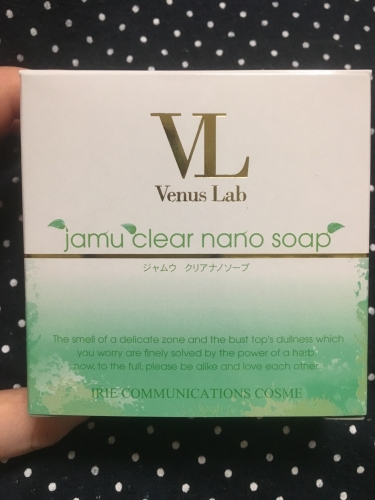 VL
Venus Lab
jamu clear nano soap
ジャムウ クリアナノソープ
The smell of a delicate zone and the bust top's dullness which
you worry are finely solved by the power of a herb
now, to the full, please be alike and love each other.
IRIE COMMUNICATIONS COSME